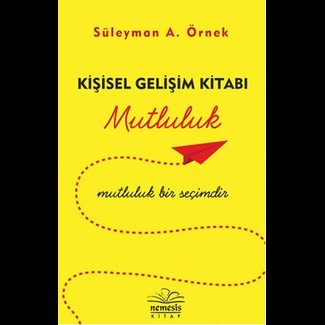 Süleyman A. Örnek
KİŞİSEL GELİŞİM KİTABI
Mutluluk
mutluluk bir seçimdir
nemesis
KİTAP